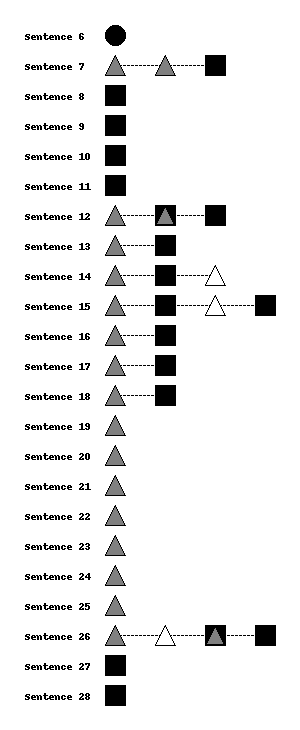 Sentence 6
Sentence 7
Sentence 8
Sentence 9
Sentence 10
Sentence 11
Sentence 12
Sentence 13
Sentence 14
Sentence 15
Sentence 16
Sentence 17
Sentence 18
Sentence 19
Sentence 20
Sentence 21
Sentence 22
Sentence 23
Sentence 24
Sentence 25
Sentence 26
Sentence 27
Sentence 28